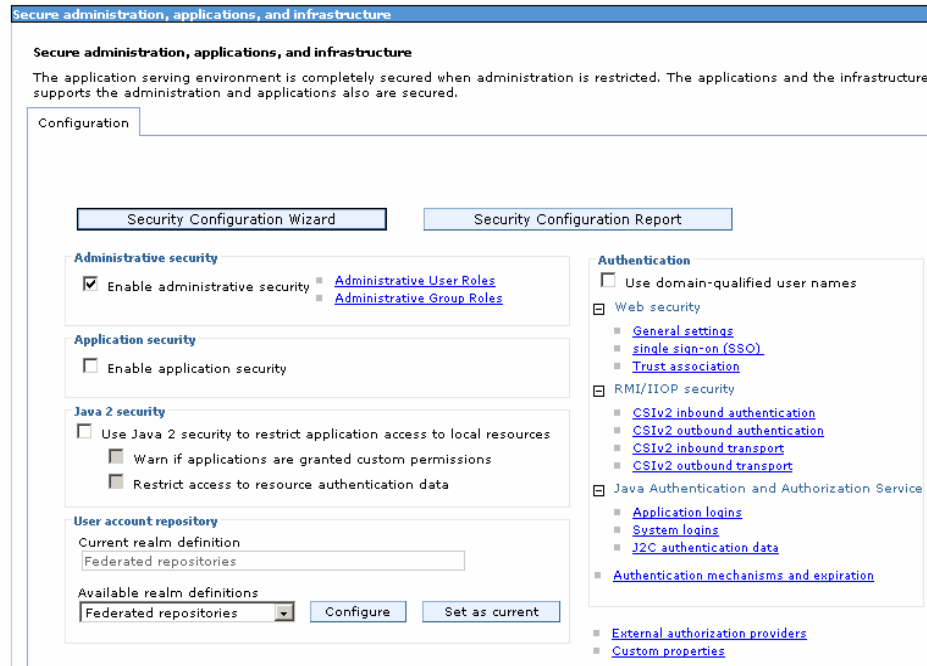 Secure administration, applications, and infrastructure
Secure administration, applications, and infrastructure
The application serving environment is completely secured when administration is restricted. The applications and the infrastructure
supports the administration and applications also are secured.
Configuration
Security Configuration Wizard
Security Configuration Report
Administrative security
Enable administrative security
Administrative User Roles
Administrative Group Roles
Application security
Enable application security
Java 2 security
Use Java 2 security to restrict application access to local resources
Warn if applications are granted custom permissions
Restrict access to resource authentication data
User account repository
Current realm definition
Federated repositories
Available realm definitions
Federated repositories
Configure
Set as current
Authentication
Use domain-qualified user names
Web security
General settings
single sign-on (SSO)
Trust association
RMI/IIOP security
CSIv2 inbound authentication
CSIv2 outbound authentication
CSIv2 inbound transport
CSIv2 outbound transport
Java Authentication and Authorization Service
Application logins
System logins
J2C authentication data
Authentication mechanisms and expiration
External authorization providers
Custom properties